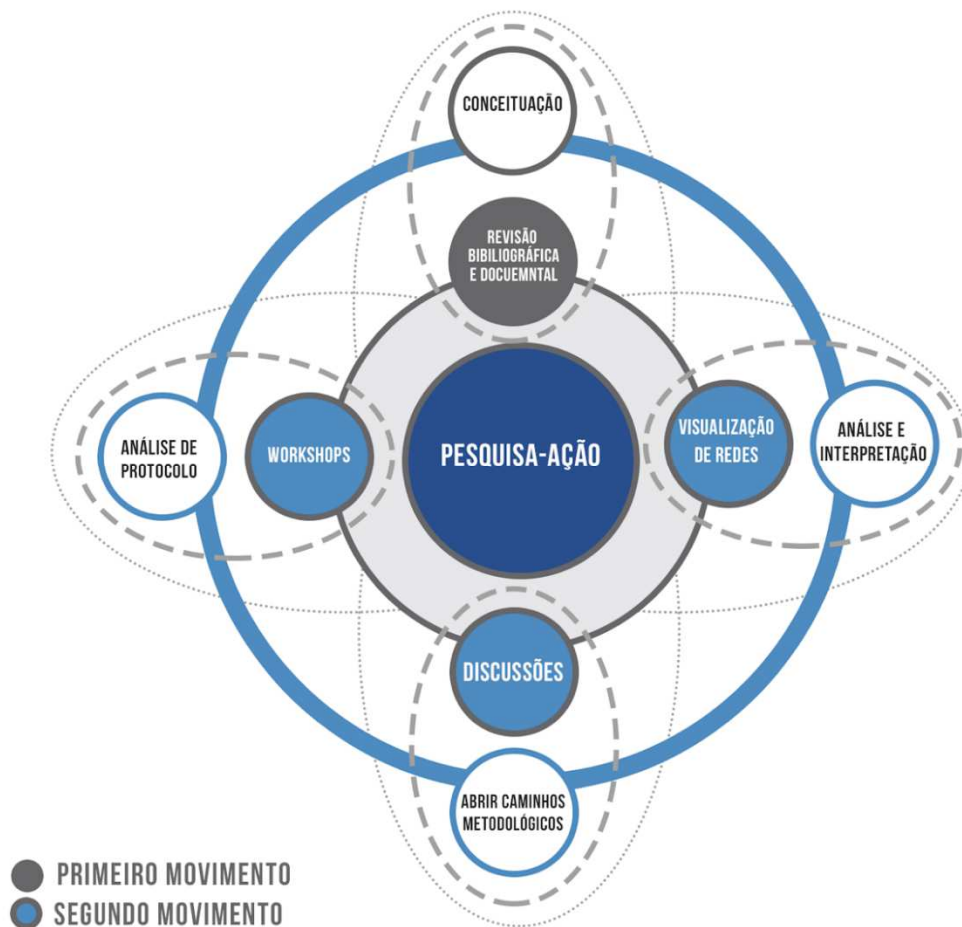 CONCEITUAÇÃO
REVISÃO
BIBILIOGRÁFICA
E DOCUEMNTAL
ANÁLISE DE
PROTOCOLO
WORKSHOPS
PESQUISA-AÇÃO
VISUALIZAÇÃO
DE REDES
ANÁLISE E
INTERPRETAÇÃO
DISCUSSÕES
ABRIR CAMINHOS
METODOLÓGICOS
PRIMEIRO MOVIMENTO
SEGUNDO MOVIMENTO